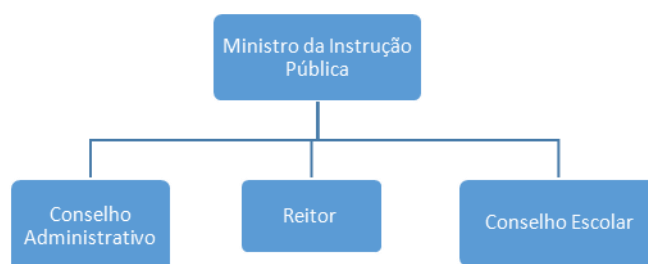 Ministro da Instrução
Pública
Conselho
Administrativo
Reitor
Conselho Escolar